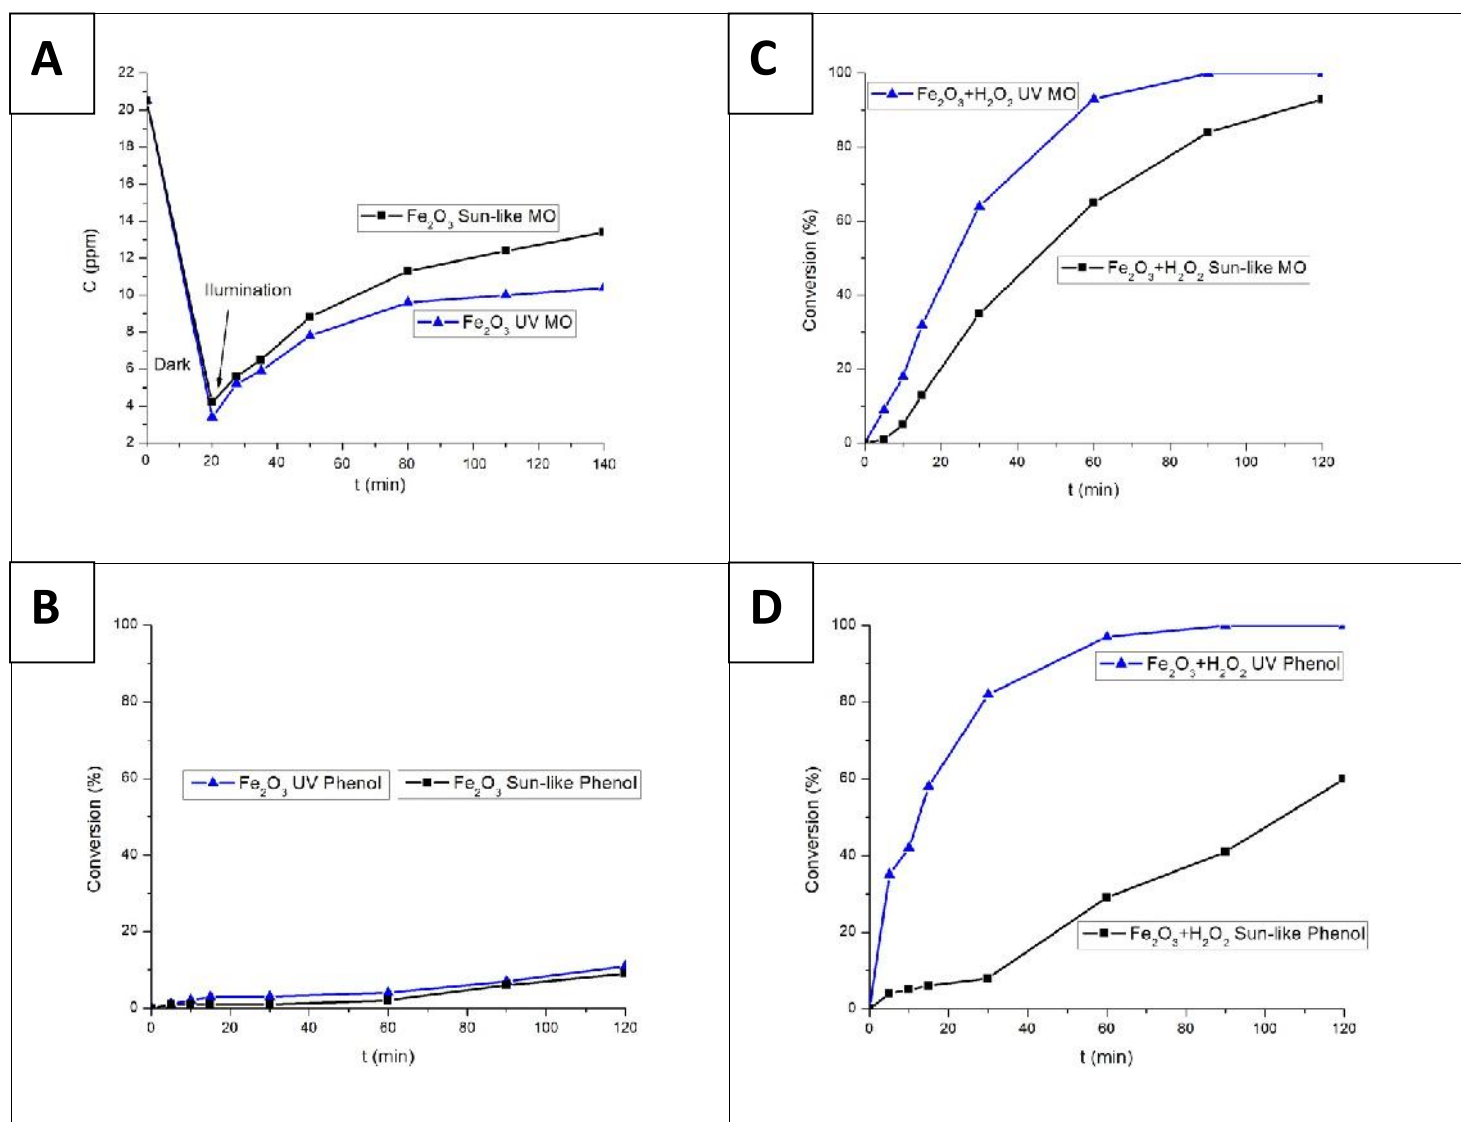 A
22
20
18
16
14
12
10
8
6
4
2
C (ppm)
Fe₂O₃ Sun-like MO
Ilumination
Fe₂O₃ UV MO
Dark
0 20 40 60 80 100 120 140
t (min)
C
100
80
60
40
20
0
Conversion (%)
Fe₂O₃+H₂O₂ UV MO
Fe₂O₃+H₂O₂ Sun-like MO
0 20 40 60 80 100 120
t (min)
B
100
80
60
40
20
0
Conversion (%)
Fe₂O₃ UV Phenol
Fe₂O₃ Sun-like Phenol
0 20 40 60 80 100 120
t (min)
D
100
80
60
40
20
0
Conversion (%)
Fe₂O₃+H₂O₂ UV Phenol
Fe₂O₃+H₂O₂ Sun-like Phenol
0 20 40 60 80 100 120
t (min)